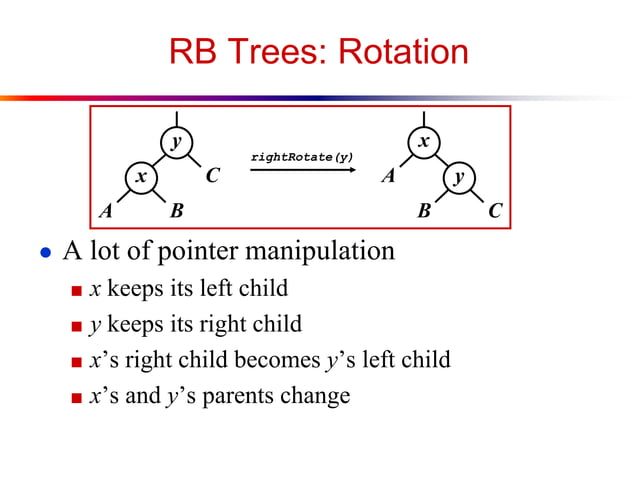 RB Trees: Rotation
y x
rightRotate(y)
x C A y
A B B C
● A lot of pointer manipulation
■ x keeps its left child
■ y keeps its right child
■ x’s right child becomes y’s left child
■ x’s and y’s parents change